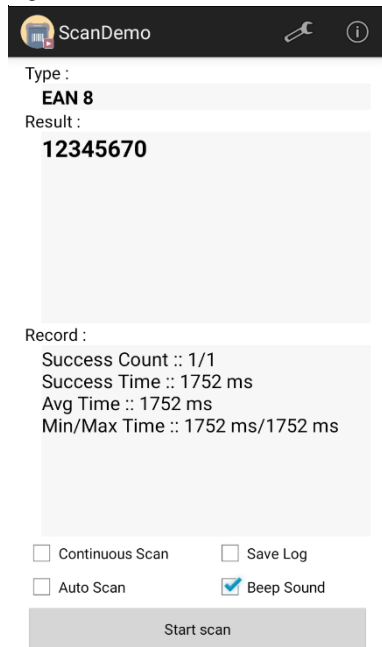 ScanDemo
Type :
EAN 8
Result :
12345670
Record :
Success Count :: 1/1
Success Time :: 1752 ms
Avg Time :: 1752 ms
Min/Max Time :: 1752 ms/1752 ms
Continuous Scan
Save Log
Auto Scan
Beep Sound
Start scan